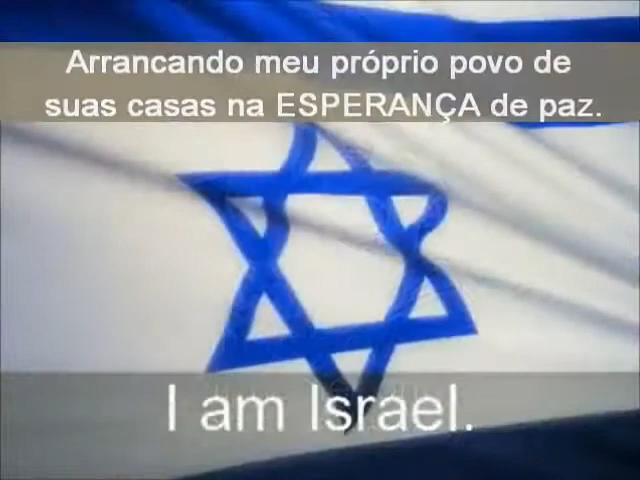 Arrancando meu próprio povo de
suas casas na ESPERANÇA de paz.
I am Israel.